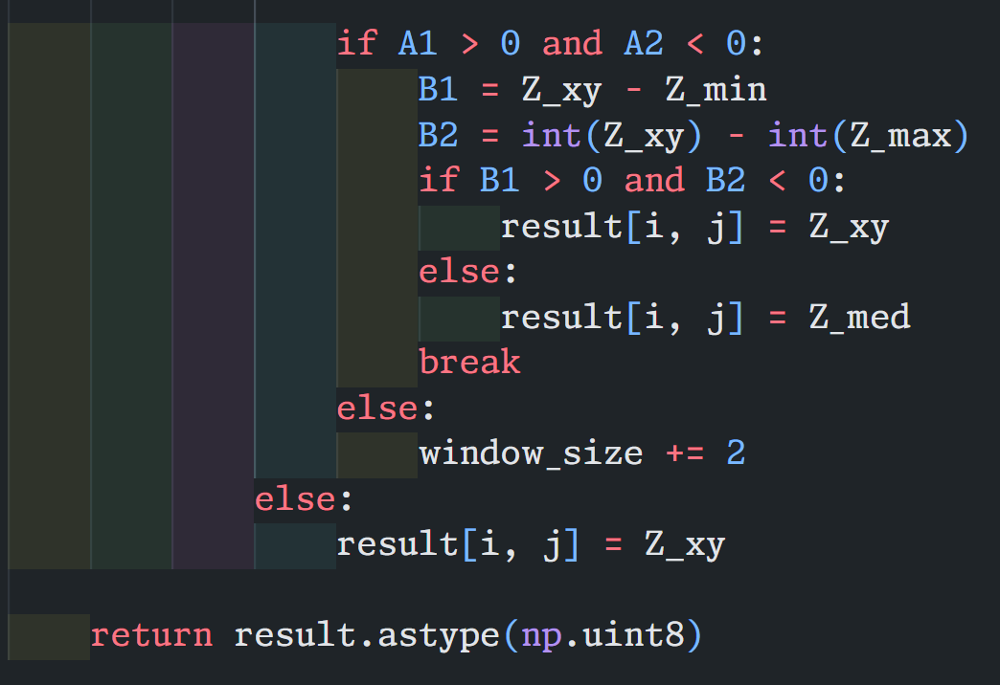 if A1 > 0 and A2 < 0:
B1 = Z_xy - Z_min
B2 = int(Z_xy) - int(Z_max)
if B1 > 0 and B2 < 0:
result[i, j] = Z_xy
else:
result[i, j] = Z_med
break
else:
window_size += 2
else:
result[i, j] = Z_xy
return result.astype(np.uint8)